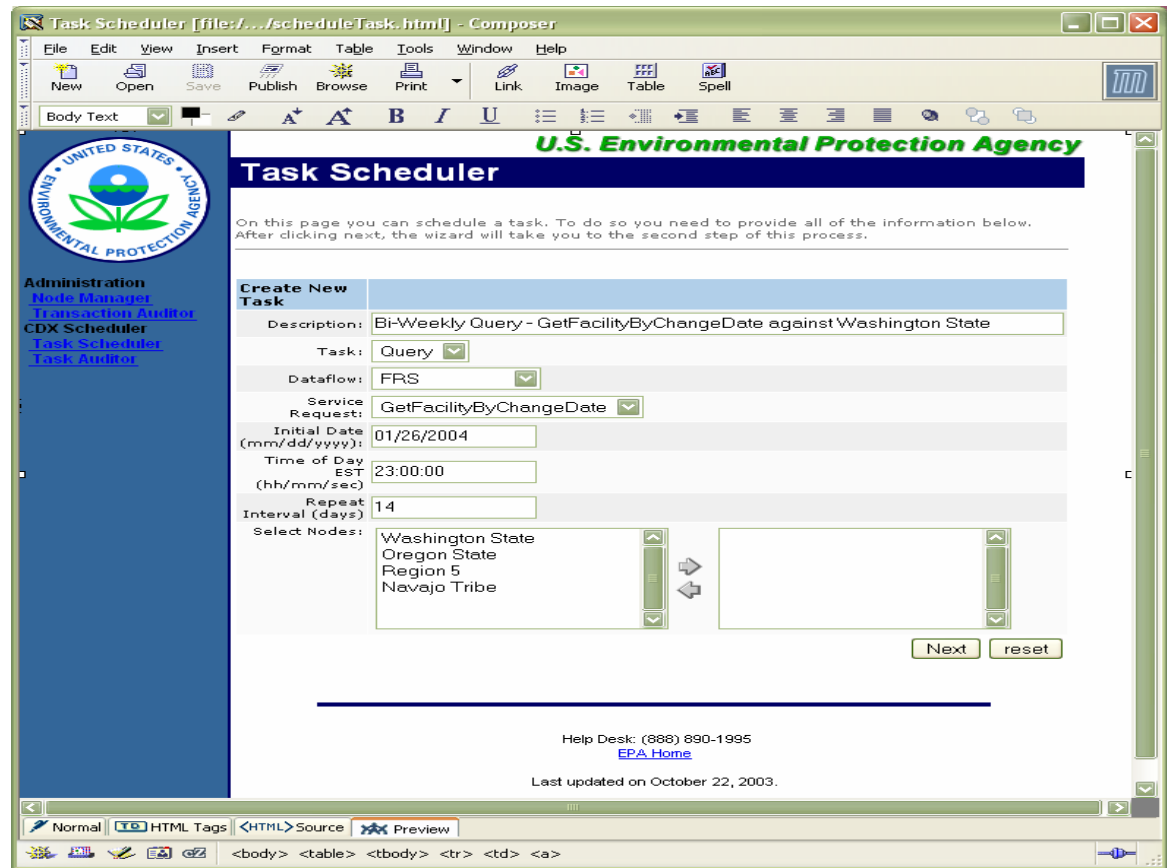 Task Scheduler [file:/.../scheduleTask.html] - Composer
File Edit View Insert Format Table Tools Window Help
New Open Save Publish Browse Print Link Image Table Spell
Body Text B I U
UNITED STATES
ENVIRONMENTAL PROTECTION AGENCY
U.S. Environmental Protection Agency
Task Scheduler
On this page you can schedule a task. To do so you need to provide all of the information below.
After clicking next, the wizard will take you to the second step of this process.
Administration
Node Manager
Transaction Auditor
CDX Scheduler
Task Scheduler
Task Auditor
Create New
Task
Description: Bi-Weekly Query - GetFacilityByChangeDate against Washington State
Task: Query
Dataflow: FRS
Service
Request: GetFacilityByChangeDate
Initial Date
(mm/dd/yyyy): 01/26/2004
Time of Day
EST
(hh/mm/sec) 23:00:00
Repeat
Interval (days) 14
Select Nodes: Washington State
Oregon State
Region 5
Navajo Tribe
Next reset
Help Desk: (888) 890-1995
EPA Home
Last updated on October 22, 2003.
Normal TD HTML Tags <HTML> Source Preview
<body> <table> <tbody> <tr> <td> <a>